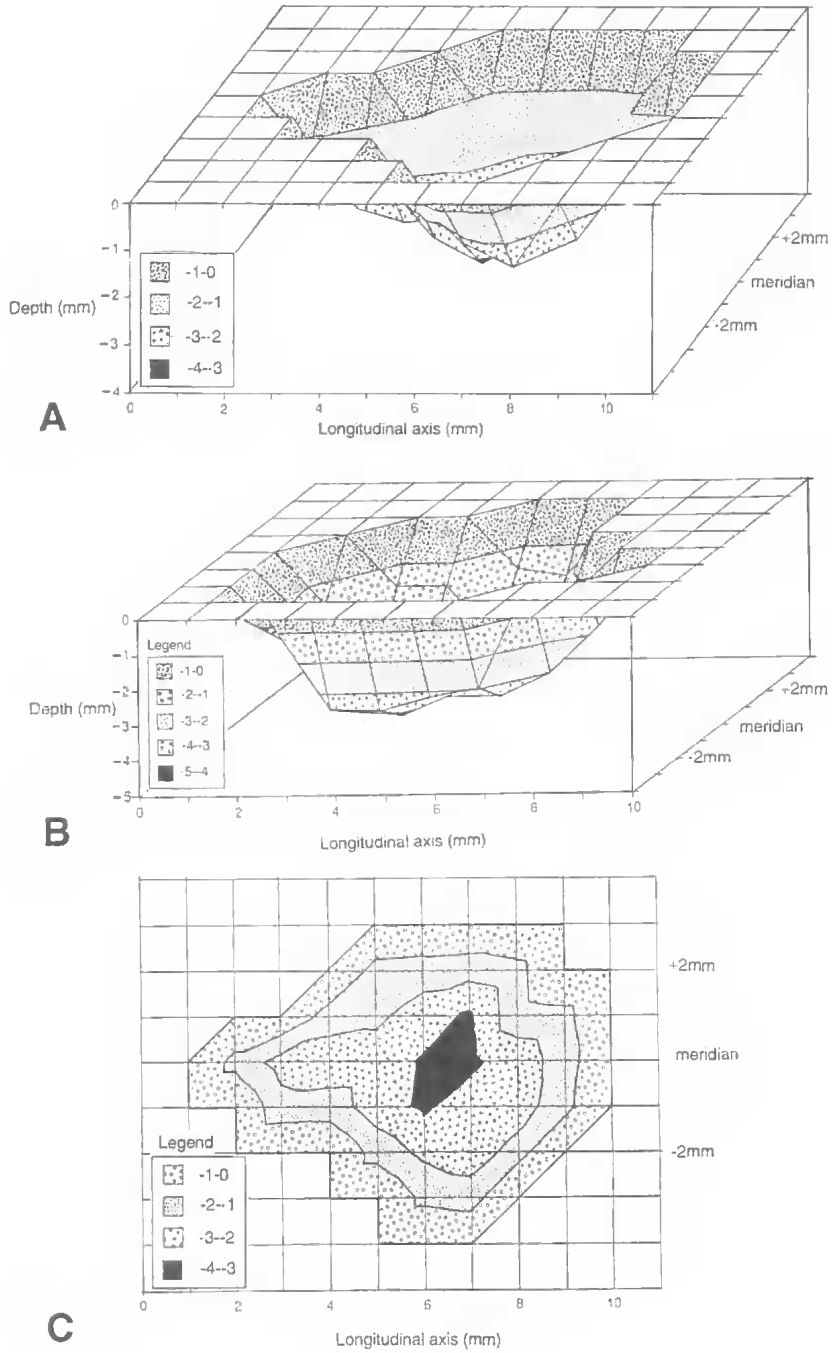 0
-1
-2
-3
-4
Depth (mm)
-1-0
-2--1
-3--2
-4--3
+2mm
meridian
-2mm
0 2 4 6 8 10
Longitudinal axis (mm)
A
0
-1
-2
-3
-4
-5
Depth (mm)
Legend
-1-0
-2--1
-3--2
-4--3
-5--4
+2mm
meridian
-2mm
0 2 4 6 8 10
Longitudinal axis (mm)
B
+2mm
meridian
-2mm
Legend
-1-0
-2--1
-3--2
-4--3
0 2 4 6 8 10
Longitudinal axis (mm)
C